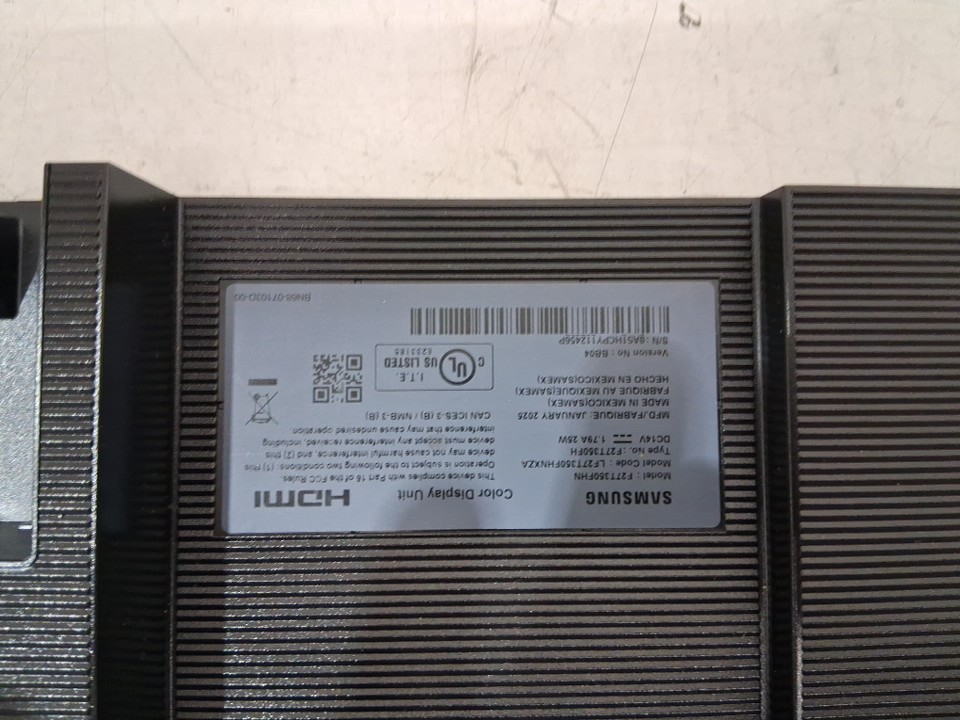 SAMSUNG
Color Display Unit
HDMI
Model : F27T350FHN
Model Code : LF27T350FHNXZA
Type No. : F27T350FH
DC14V ⎓ 1.79A 25W
MFD./FABRIQUE: JANUARY 2025
MADE IN MEXICO(SAMEX)
FABRIQUE AU MEXIQUE(SAMEX)
HECHO EN MEXICO(SAMEX)
Version No : BB04
S/N :
This device complies with Part 15 of the FCC Rules.
Operation is subject to the following two conditions: (1) This
device may not cause harmful interference, and (2) this
device must accept any interference received, including
interference that may cause undesired operation
CAN ICES-3 (B) / NMB-3 (B)
I.T.E.
C UL US LISTED
E233185
BN68-07103D-00